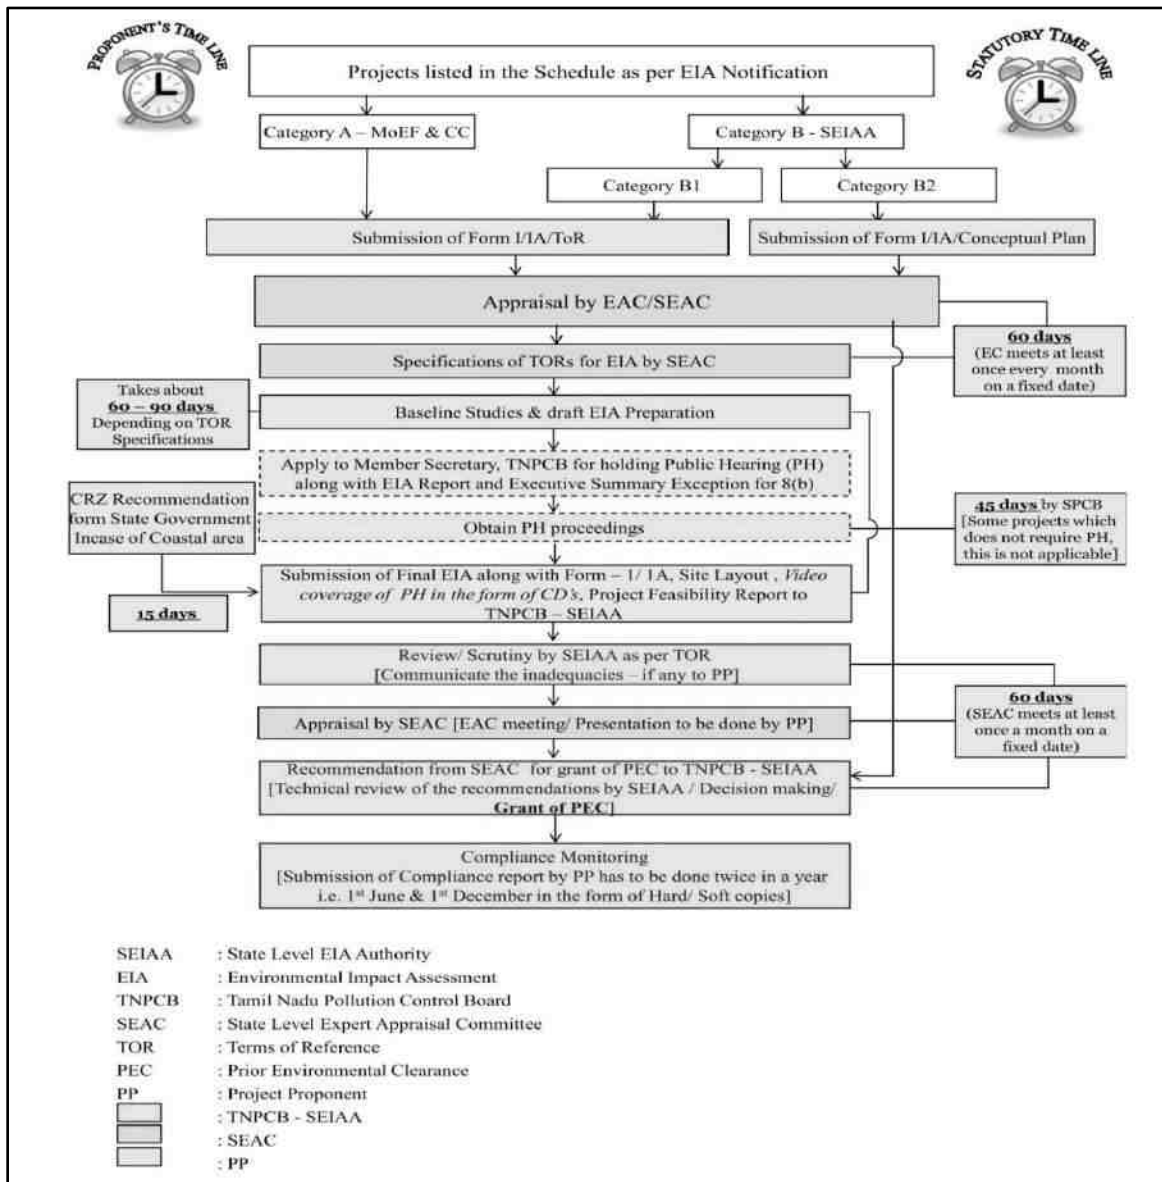 PROPONENT'S TIME LINE
STATUTORY TIME LINE
Projects listed in the Schedule as per EIA Notification
Category A – MoEF & CC
Category B - SEIAA
Category B1
Category B2
Submission of Form I/IA/ToR
Submission of Form I/IA/Conceptual Plan
Appraisal by EAC/SEAC
60 days
(EC meets at least
once every month
on a fixed date)
Specifications of TORs for EIA by SEAC
Takes about
60 – 90 days
Depending on TOR
Specifications
Baseline Studies & draft EIA Preparation
Apply to Member Secretary, TNPCB for holding Public Hearing (PH)
along with EIA Report and Executive Summary Exception for 8(b)
CRZ Recommendation
form State Government
Incase of Coastal area
Obtain PH proceedings
45 days by SPCB
[Some projects which
does not require PH,
this is not applicable]
15 days
Submission of Final EIA along with Form – 1/ 1A, Site Layout , Video
coverage of PH in the form of CD's, Project Feasibility Report to
TNPCB – SEIAA
Review/ Scrutiny by SEIAA as per TOR
[Communicate the inadequacies – if any to PP]
60 days
(SEAC meets at least
once a month on a
fixed date)
Appraisal by SEAC [EAC meeting/ Presentation to be done by PP]
Recommendation from SEAC for grant of PEC to TNPCB - SEIAA
[Technical review of the recommendations by SEIAA / Decision making/
Grant of PEC]
Compliance Monitoring
[Submission of Compliance report by PP has to be done twice in a year
i.e. 1st June & 1st December in the form of Hard/ Soft copies]
SEIAA : State Level EIA Authority
EIA : Environmental Impact Assessment
TNPCB : Tamil Nadu Pollution Control Board
SEAC : State Level Expert Appraisal Committee
TOR : Terms of Reference
PEC : Prior Environmental Clearance
PP : Project Proponent
: TNPCB - SEIAA
: SEAC
: PP